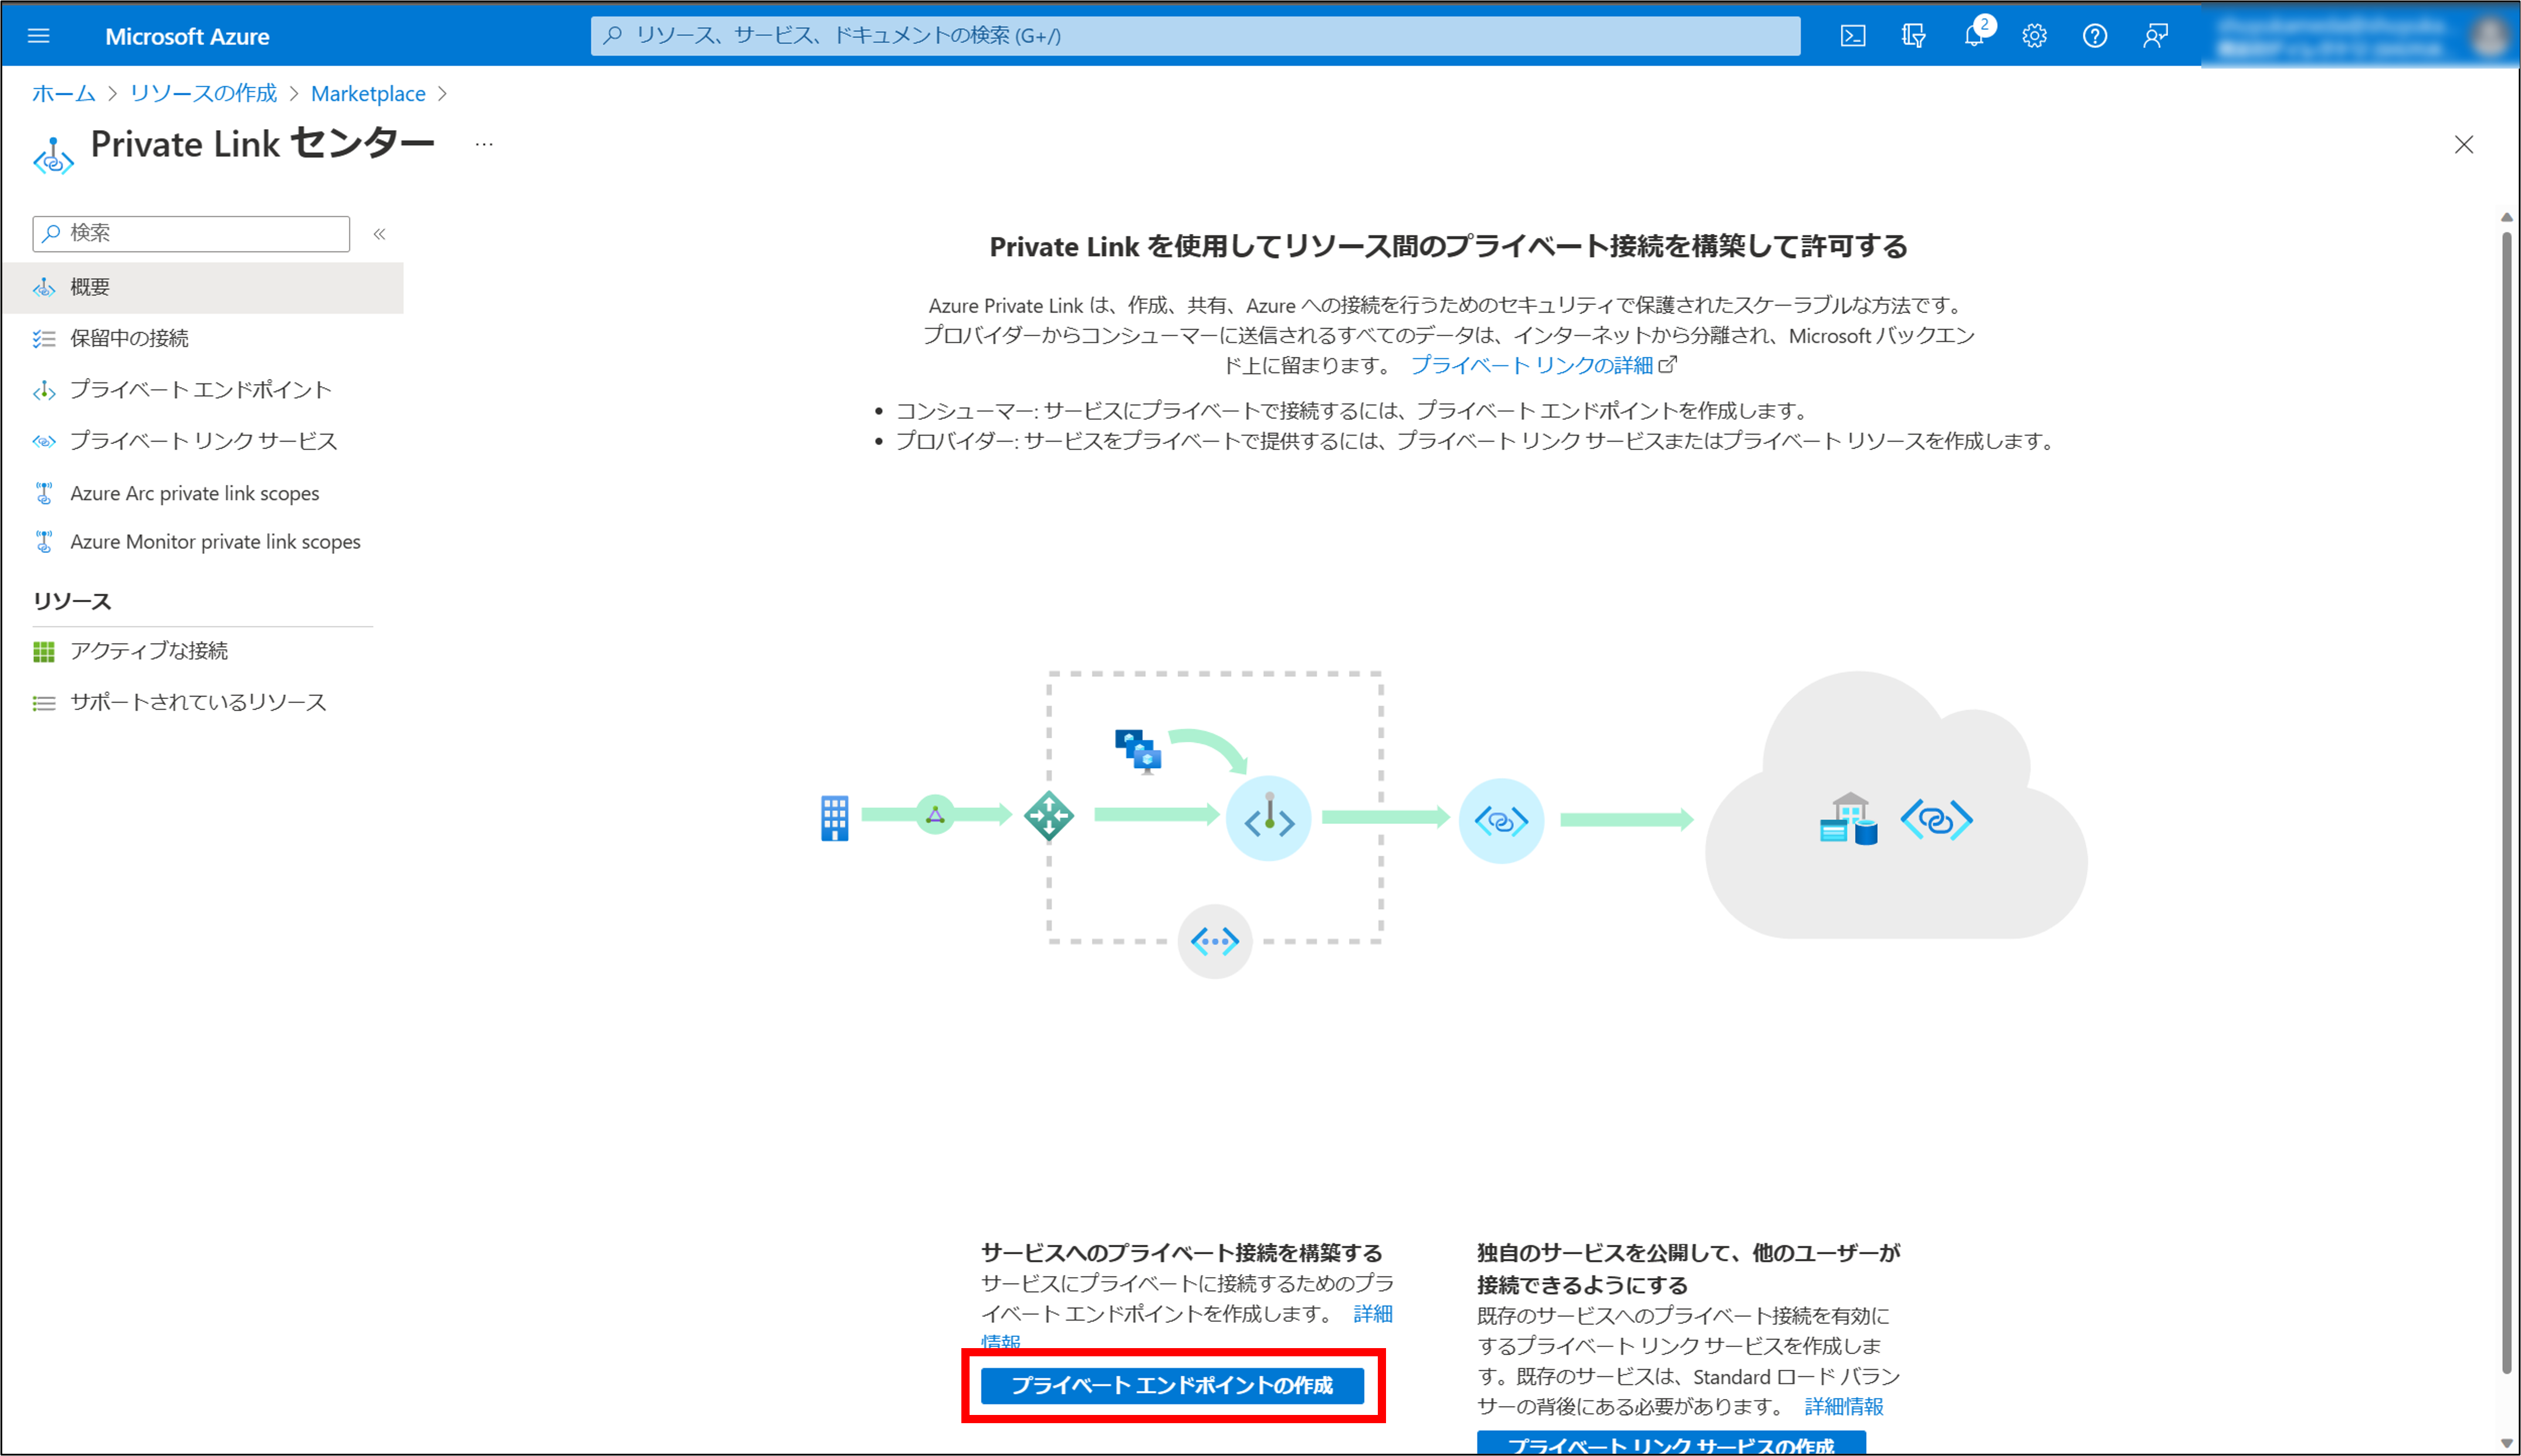 Microsoft Azure
リソース、サービス、ドキュメントの検索 (G+/)
2
ホーム > リソースの作成 > Marketplace >
Private Link センター ...
検索 «
概要
保留中の接続
プライベート エンドポイント
プライベート リンク サービス
Azure Arc private link scopes
Azure Monitor private link scopes
リソース
アクティブな接続
サポートされているリソース
Private Link を使用してリソース間のプライベート接続を構築して許可する
Azure Private Link は、作成、共有、Azure への接続を行うためのセキュリティで保護されたスケーラブルな方法です。
プロバイダーからコンシューマーに送信されるすべてのデータは、インターネットから分離され、Microsoft バックエン
ド上に留まります。 プライベート リンクの詳細
• コンシューマー: サービスにプライベートで接続するには、プライベート エンドポイントを作成します。
• プロバイダー: サービスをプライベートで提供するには、プライベート リンク サービスまたはプライベート リソースを作成します。
サービスへのプライベート接続を構築する
サービスにプライベートに接続するためのプラ
イベート エンドポイントを作成します。 詳細
情報
プライベート エンドポイントの作成
独自のサービスを公開して、他のユーザーが
接続できるようにする
既存のサービスへのプライベート接続を有効に
するプライベート リンク サービスを作成しま
す。既存のサービスは、Standard ロード バラン
サーの背後にある必要があります。 詳細情報
プライベート リンク サービスの作成